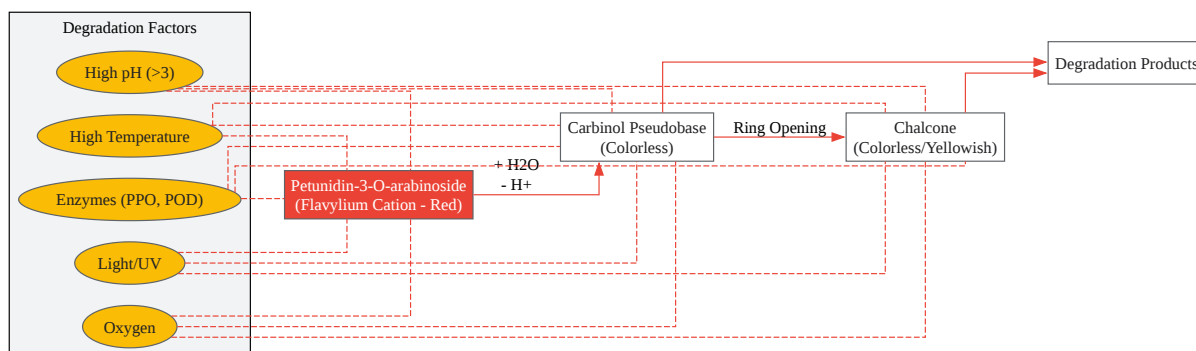 Degradation Factors
High pH (>3)
High Temperature
Enzymes (PPO, POD)
Light/UV
Oxygen
Petunidin-3-O-arabinoside
(Flavylium Cation - Red)
+ H2O
- H+
Carbinol Pseudobase
(Colorless)
Ring Opening
Chalcone
(Colorless/Yellowish)
Degradation Products